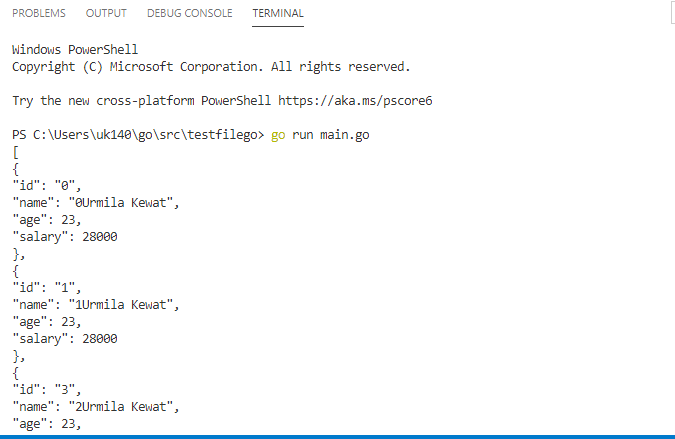 PROBLEMS OUTPUT DEBUG CONSOLE TERMINAL
Windows PowerShell
Copyright (C) Microsoft Corporation. All rights reserved.
Try the new cross-platform PowerShell https://aka.ms/pscore6
PS C:\Users\uk140\go\src\testfilego> go run main.go
[
{
"id": "0",
"name": "0Urmila Kewat",
"age": 23,
"salary": 28000
},
{
"id": "1",
"name": "1Urmila Kewat",
"age": 23,
"salary": 28000
},
{
"id": "3",
"name": "2Urmila Kewat",
"age": 23,